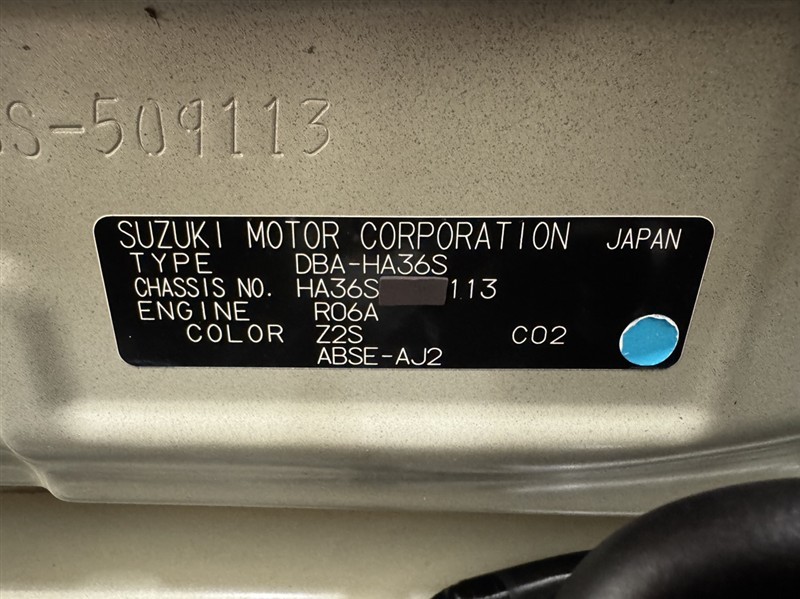 S-509113
SUZUKI MOTOR CORPORATION JAPAN
TYPE DBA-HA36S
CHASSIS NO. HA36S 113
ENGINE R06A
COLOR Z2S C02
ABSE-AJ2